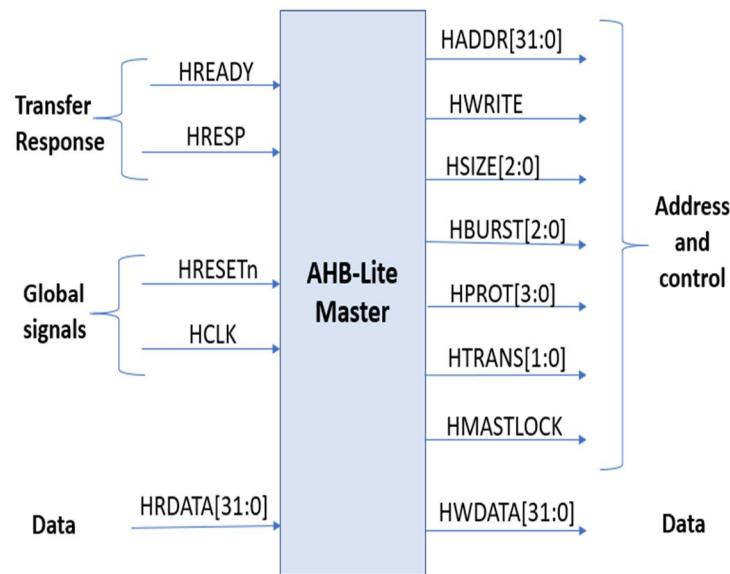 Transfer
Response
HREADY
HRESP
Global
signals
HRESETn
HCLK
Data
HRDATA[31:0]
AHB-Lite
Master
HADDR[31:0]
HWRITE
HSIZE[2:0]
HBURST[2:0]
HPROT[3:0]
HTRANS[1:0]
HMASTLOCK
HWDATA[31:0]
Address
and
control
Data